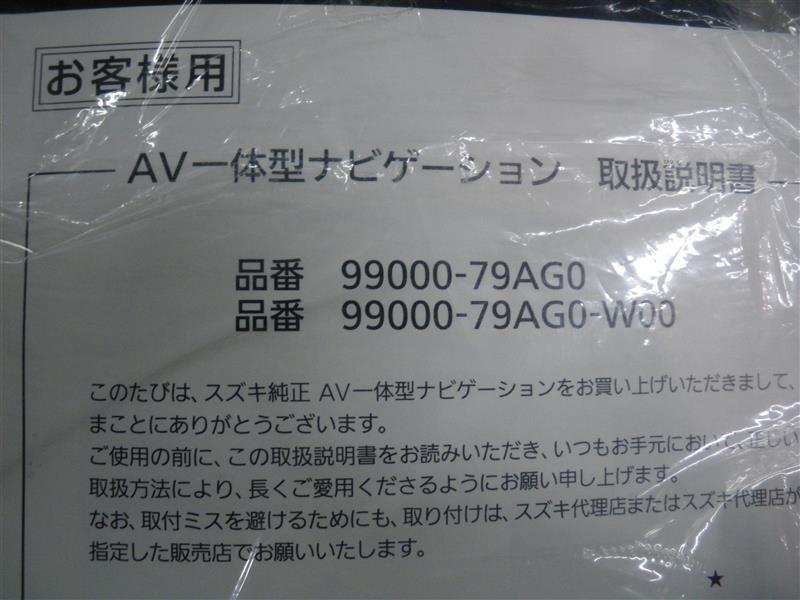 お客様用
AV一体型ナビゲーション 取扱説明書
品番 99000-79AG0
品番 99000-79AG0-W00
このたびは、スズキ純正 AV一体型ナビゲーションをお買い上げいただきまして、
まことにありがとうございます。
ご使用の前に、この取扱説明書をお読みいただき、いつもお手元において、正しい
取扱方法により、長くご愛用くださるようにお願い申し上げます。
なお、取付ミスを避けるためにも、取り付けは、スズキ代理店またはスズキ代理店が
指定した販売店でお願いいたします。
★